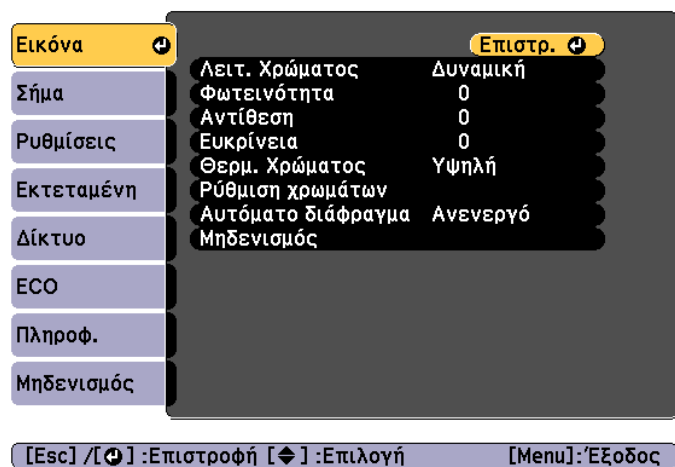 Εικόνα
Σήμα
Ρυθμίσεις
Εκτεταμένη
Δίκτυο
ECO
Πληροφ.
Μηδενισμός
Επιστρ.
Λειτ. Χρώματος Δυναμική
Φωτεινότητα 0
Αντίθεση 0
Ευκρίνεια 0
Θερμ. Χρώματος Υψηλή
Ρύθμιση χρωμάτων
Αυτόματο διάφραγμα Ανενεργό
Μηδενισμός
[Esc] /[⏎] :Επιστροφή [◆] :Επιλογή [Menu]:Έξοδος